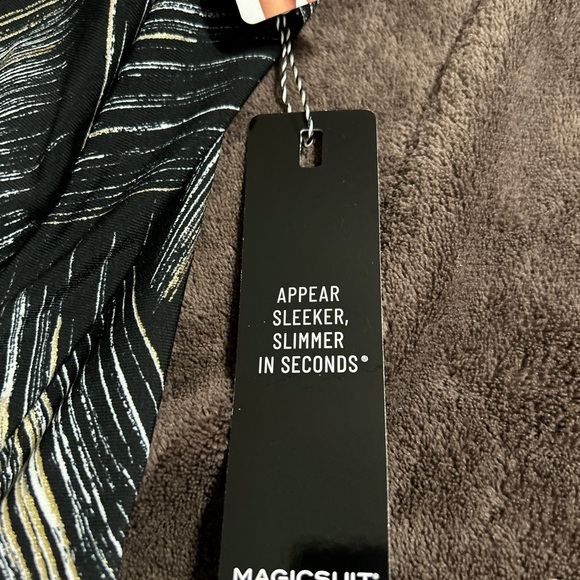 APPEAR
SLEEKER,
SLIMMER
IN SECONDS®
MAGICSUIT®